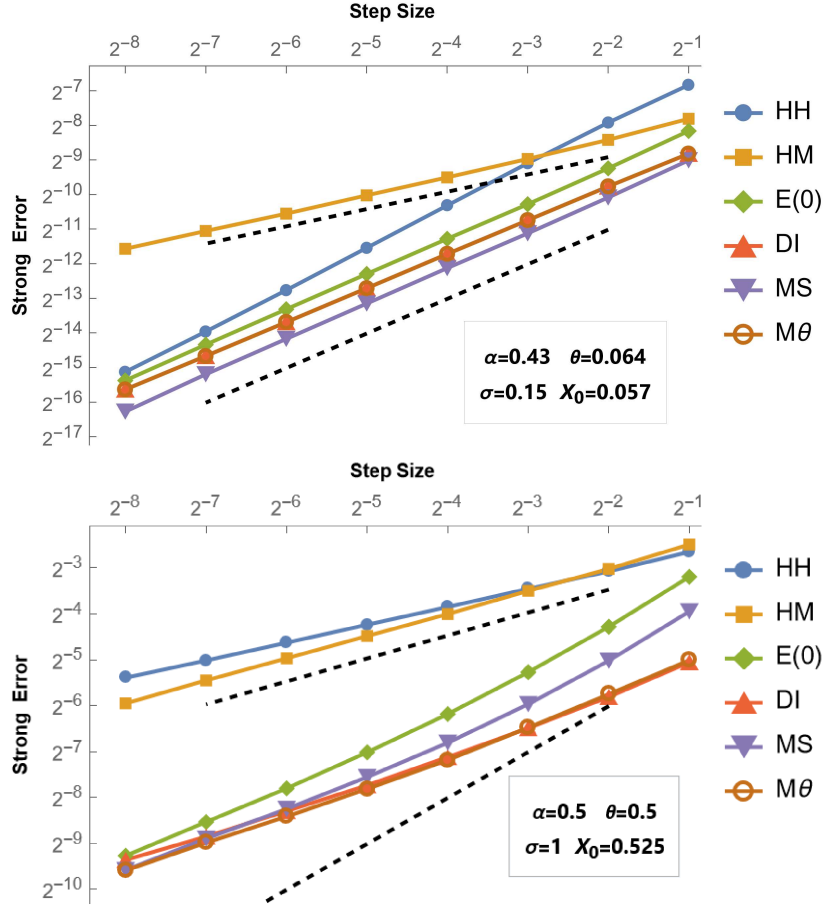 Step Size
2⁻⁸ 2⁻⁷ 2⁻⁶ 2⁻⁵ 2⁻⁴ 2⁻³ 2⁻² 2⁻¹
2⁻⁷
2⁻⁸
2⁻⁹
2⁻¹⁰
2⁻¹¹
2⁻¹²
2⁻¹³
2⁻¹⁴
2⁻¹⁵
2⁻¹⁶
2⁻¹⁷
Strong Error
α=0.43 θ=0.064
σ=0.15 X₀=0.057
HH
HM
E(0)
DI
MS
Mθ
Step Size
2⁻⁸ 2⁻⁷ 2⁻⁶ 2⁻⁵ 2⁻⁴ 2⁻³ 2⁻² 2⁻¹
2⁻³
2⁻⁴
2⁻⁵
2⁻⁶
2⁻⁷
2⁻⁸
2⁻⁹
2⁻¹⁰
Strong Error
α=0.5 θ=0.5
σ=1 X₀=0.525
HH
HM
E(0)
DI
MS
Mθ